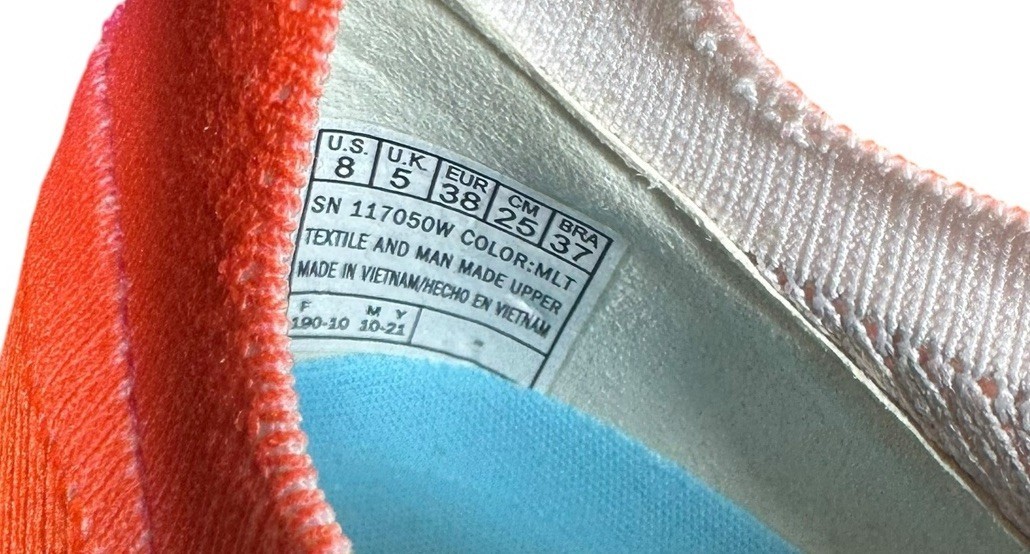 U.S. U.K. EUR CM BRA
8 5 38 25 37
SN 117050W COLOR:MLT
TEXTILE AND MAN MADE UPPER
MADE IN VIETNAM/HECHO EN VIETNAM
F M Y
190-10 10-21